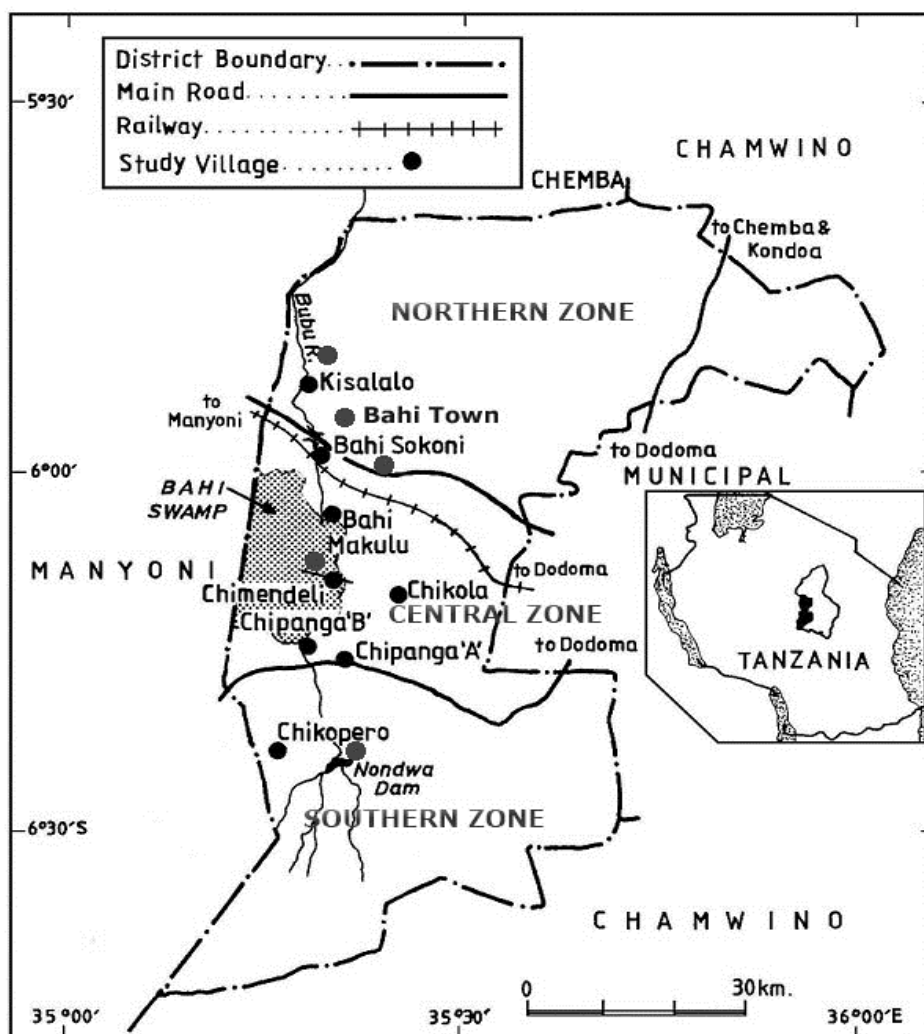 District Boundary
Main Road . . . . . . . . .
Railway . . . . . . . .
Study Village . . . . . . . . .
5°30′
CHAMWINO
CHEMBA
to Chemba &
Kondoa
NORTHERN ZONE
Bubu R.
Kisalalo
to
Manyoni
Bahi Town
Bahi Sokoni
to Dodoma
6°00′
MUNICIPAL
BAHI
SWAMP
Bahi
Makulu
MANYONI
to Dodoma
Chimendeli
Chikola
CENTRAL ZONE
Chipanga'B'
Chipanga'A'
to Dodoma
TANZANIA
Chikopero
Nondwa
Dam
SOUTHERN ZONE
6°30′S
CHAMWINO
0 30km.
35°00′
35°30′
36°00′E